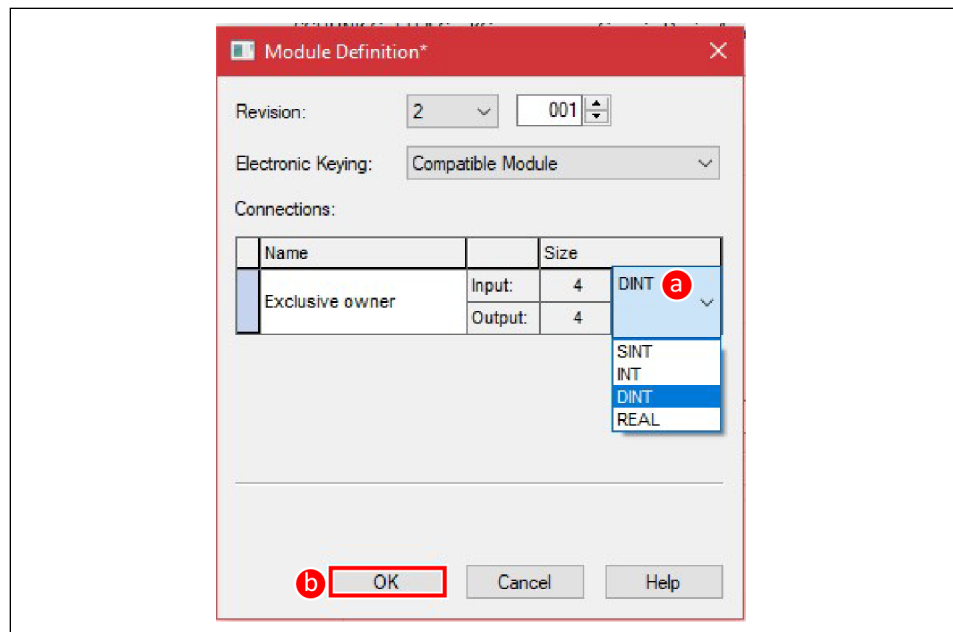 Module Definition*
Revision: 2 001
Electronic Keying: Compatible Module
Connections:
Name Size
Exclusive owner Input: 4 DINT a
Output: 4
SINT
INT
DINT
REAL
b OK Cancel Help